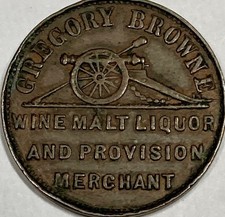 GREGORY BROWNE
WINE MALT LIQUOR
AND PROVISION
MERCHANT